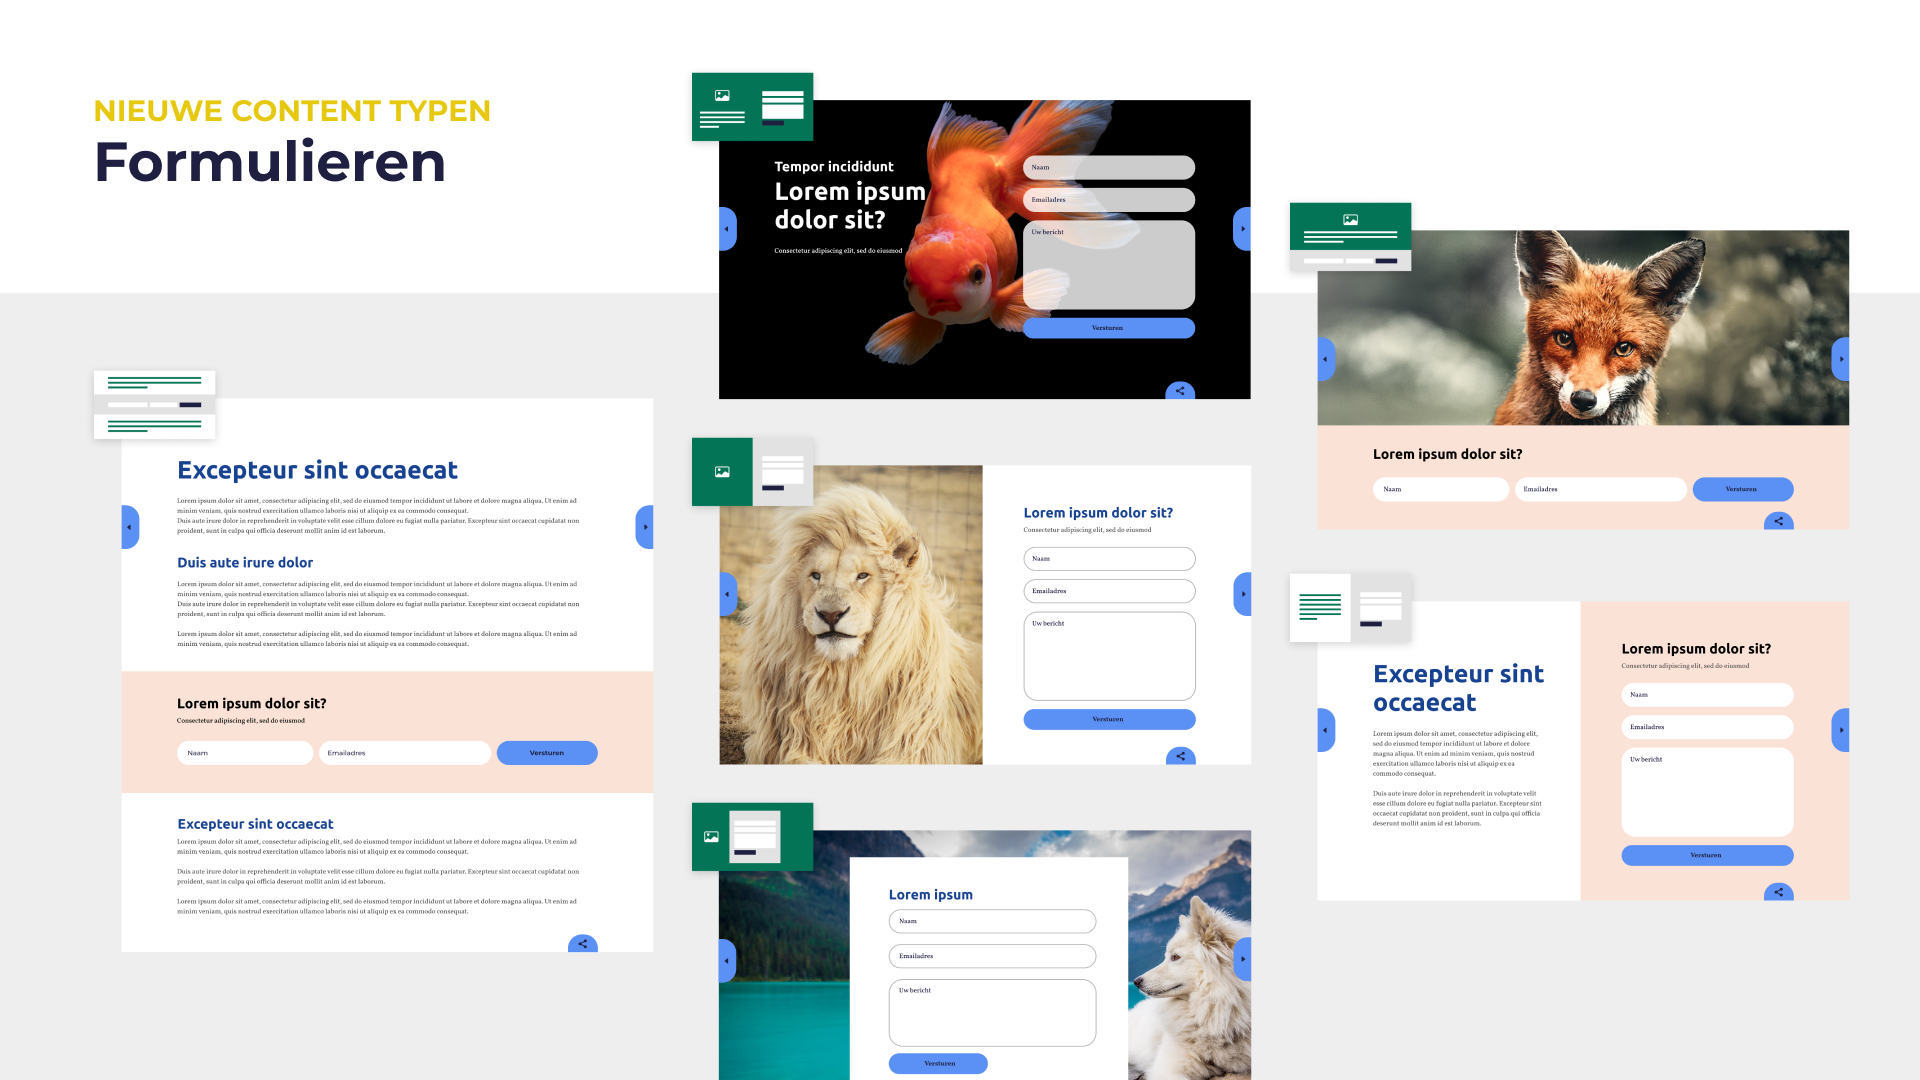 NIEUWE CONTENT TYPEN
Formulieren
Excepteur sint occaecat
Lorem ipsum dolor sit amet, consectetur adipiscing elit, sed do eiusmod tempor incididunt ut labore et dolore magna aliqua. Ut enim ad
minim veniam, quis nostrud exercitation ullamco laboris nisi ut aliquip ex ea commodo consequat.
Duis aute irure dolor in reprehenderit in voluptate velit esse cillum dolore eu fugiat nulla pariatur. Excepteur sint occaecat cupidatat non
proident, sunt in culpa qui officia deserunt mollit anim id est laborum.
Duis aute irure dolor
Lorem ipsum dolor sit amet, consectetur adipiscing elit, sed do eiusmod tempor incididunt ut labore et dolore magna aliqua. Ut enim ad
minim veniam, quis nostrud exercitation ullamco laboris nisi ut aliquip ex ea commodo consequat.
Duis aute irure dolor in reprehenderit in voluptate velit esse cillum dolore eu fugiat nulla pariatur. Excepteur sint occaecat cupidatat non
proident, sunt in culpa qui officia deserunt mollit anim id est laborum.
Lorem ipsum dolor sit amet, consectetur adipiscing elit, sed do eiusmod tempor incididunt ut labore et dolore magna aliqua. Ut enim ad
minim veniam, quis nostrud exercitation ullamco laboris nisi ut aliquip ex ea commodo consequat.
Lorem ipsum dolor sit?
Consectetur adipiscing elit, sed do eiusmod
Naam
Emailadres
Versturen
Excepteur sint occaecat
Lorem ipsum dolor sit amet, consectetur adipiscing elit, sed do eiusmod tempor incididunt ut labore et dolore magna aliqua. Ut enim ad
minim veniam, quis nostrud exercitation ullamco laboris nisi ut aliquip ex ea commodo consequat.
Duis aute irure dolor in reprehenderit in voluptate velit esse cillum dolore eu fugiat nulla pariatur. Excepteur sint occaecat cupidatat non
proident, sunt in culpa qui officia deserunt mollit anim id est laborum.
Lorem ipsum dolor sit amet, consectetur adipiscing elit, sed do eiusmod tempor incididunt ut labore et dolore magna aliqua. Ut enim ad
minim veniam, quis nostrud exercitation ullamco laboris nisi ut aliquip ex ea commodo consequat.
Tempor incididunt
Lorem ipsum
dolor sit?
Consectetur adipiscing elit, sed do eiusmod
Naam
Emailadres
Uw bericht
Versturen
Lorem ipsum dolor sit?
Consectetur adipiscing elit, sed do eiusmod
Naam
Emailadres
Uw bericht
Versturen
Lorem ipsum
Naam
Emailadres
Uw bericht
Versturen
Lorem ipsum dolor sit?
Naam
Emailadres
Versturen
Excepteur sint
occaecat
Lorem ipsum dolor sit amet, consectetur adipiscing elit,
sed do eiusmod tempor incididunt ut labore et dolore
magna aliqua. Ut enim ad minim veniam, quis nostrud
exercitation ullamco laboris nisi ut aliquip ex ea
commodo consequat.
Duis aute irure dolor in reprehenderit in voluptate velit
esse cillum dolore eu fugiat nulla pariatur. Excepteur sint
occaecat cupidatat non proident, sunt in culpa qui officia
deserunt mollit anim id est laborum.
Lorem ipsum dolor sit?
Consectetur adipiscing elit, sed do eiusmod
Naam
Emailadres
Uw bericht
Versturen